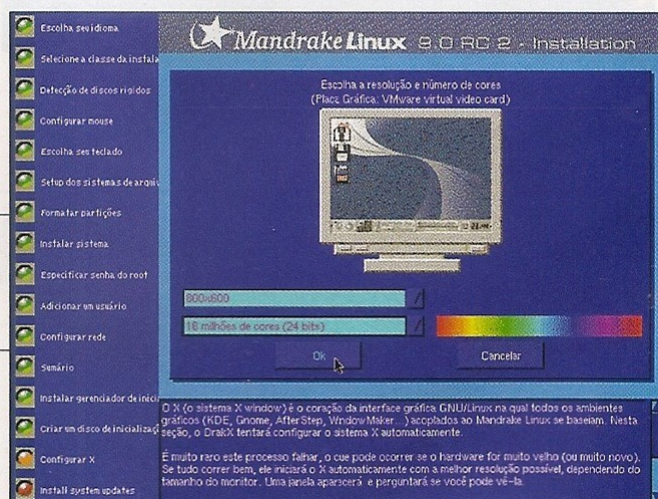 Escolha seu idioma
Selecione a classe da instala
Detecção de discos rígidos
Configurar mouse
Escolha seu teclado
Setup dos sistemas de arquiv
Formatar partições
Instalar sistema
Especificar senha do root
Adicionar um usuário
Configurar rede
Sumário
Instalar gerenciador de inici
Criar um disco de inicializaç
Configurar X
Install system updates
MandrakeLinux 9.0 RC 2 - Installation
Escolha a resolução e número de cores
(Placa Gráfica: VMware virtual video card)
800x600
16 milhões de cores (24 bits)
Ok
Cancelar
O X (o sistema X window) é o coração da interface gráfica GNU/Linux na qual todos os ambientes
gráficos (KDE, Gnome, AfterStep, WindowMaker...) acoplados ao Mandrake Linux se baseiam. Nesta
seção, o DrakX tentará configurar o sistema X automaticamente.
É muito raro este processo falhar, o que pode ocorrer se o hardware for muito velho (ou muito novo).
Se tudo correr bem, ele iniciará o X automaticamente com a melhor resolução possível, dependendo do
tamanho do monitor. Uma janela aparecerá e perguntará se você pode vê-la.